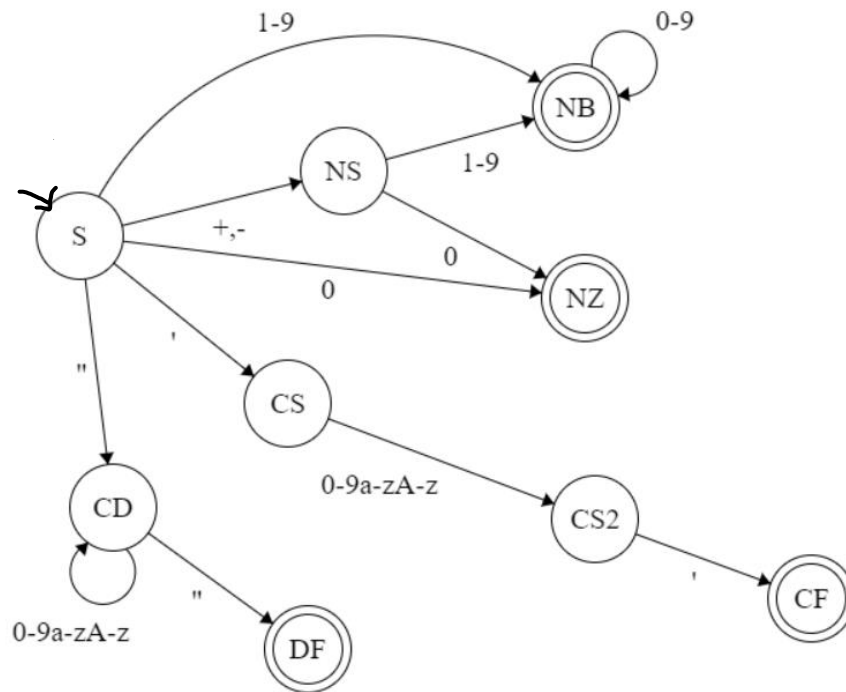 1-9
0-9
NB
NS
1-9
S
+,-
0
0
NZ
'
"
CS
0-9a-zA-z
CD
CS2
'
"
CF
0-9a-zA-z
DF